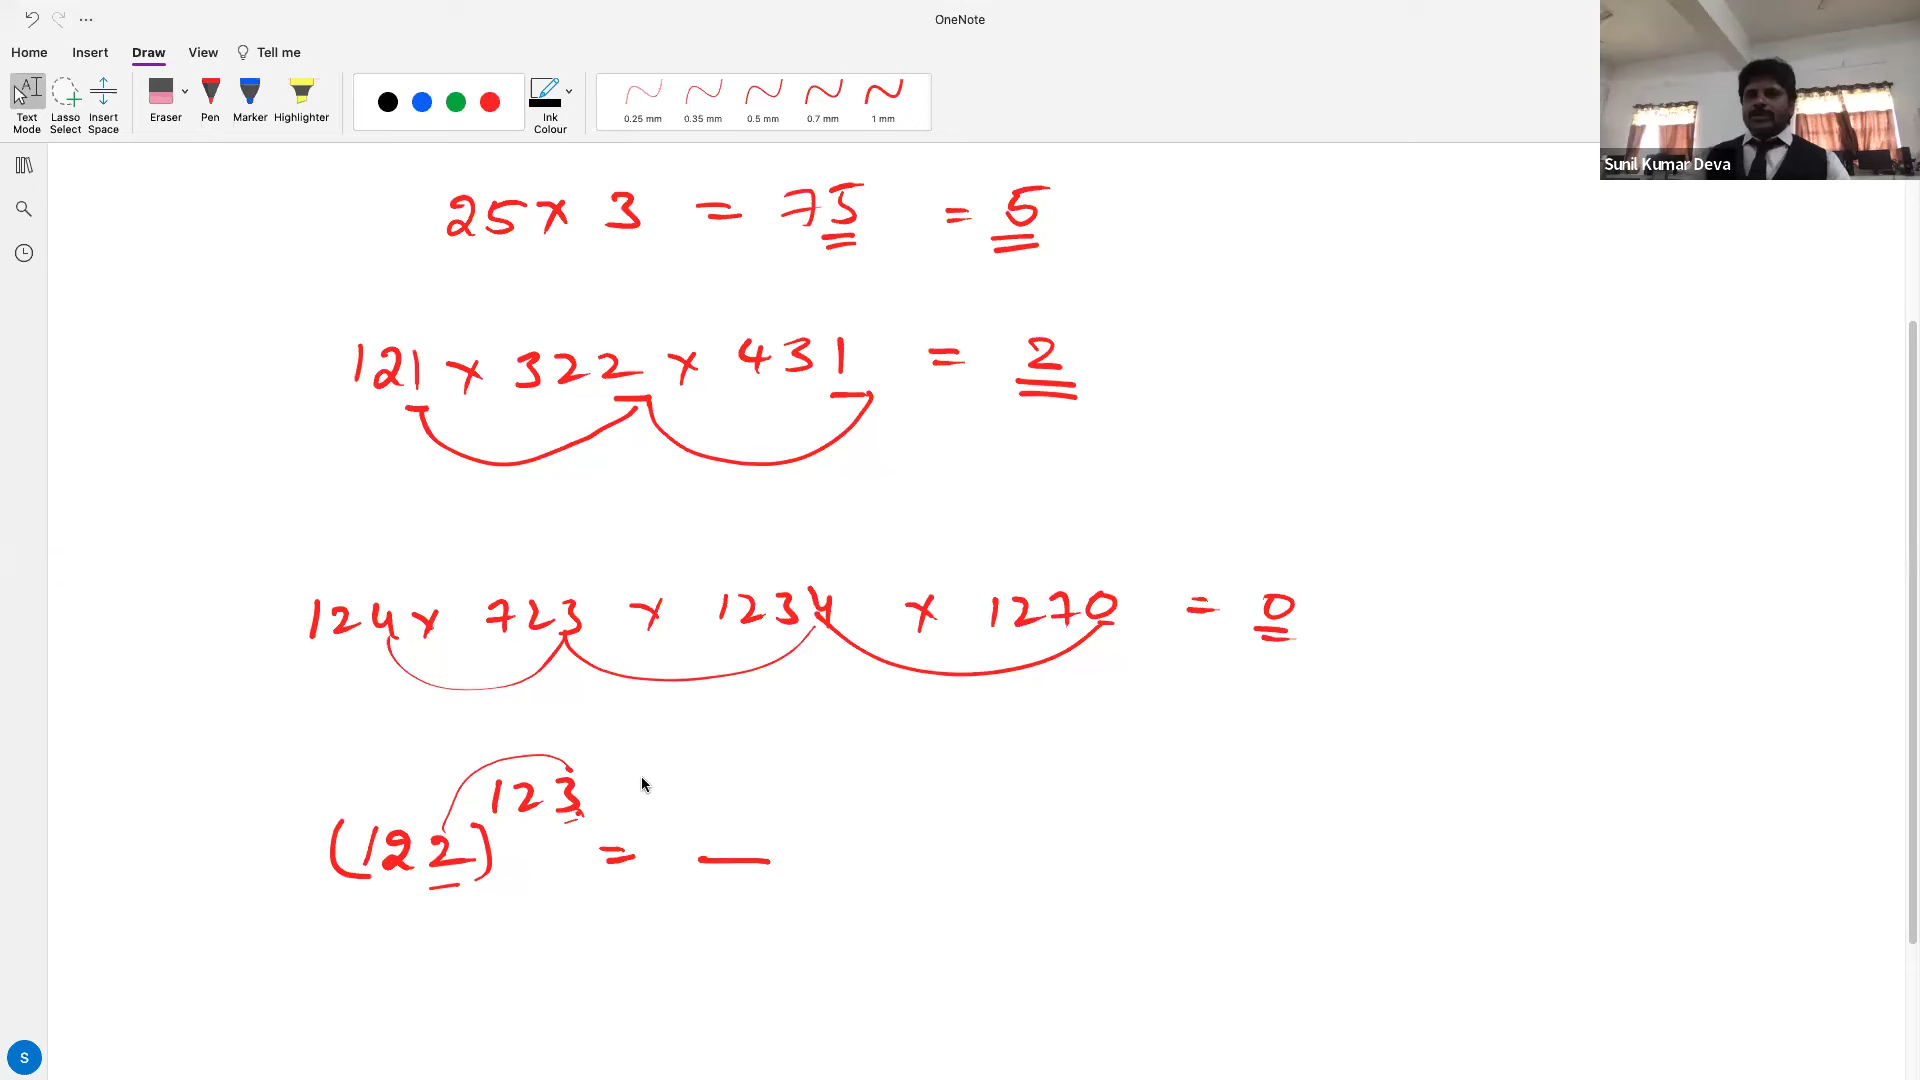 OneNote
Home Insert Draw View Tell me
Text Mode Lasso Select Insert Space Eraser Pen Marker Highlighter Ink Colour 0.25 mm 0.35 mm 0.5 mm 0.7 mm 1 mm
Sunil Kumar Deva
25 x 3 = 75 = 5
121 x 322 x 431 = 2
124 x 723 x 1234 x 1270 = 0
(122)^123 = __
S